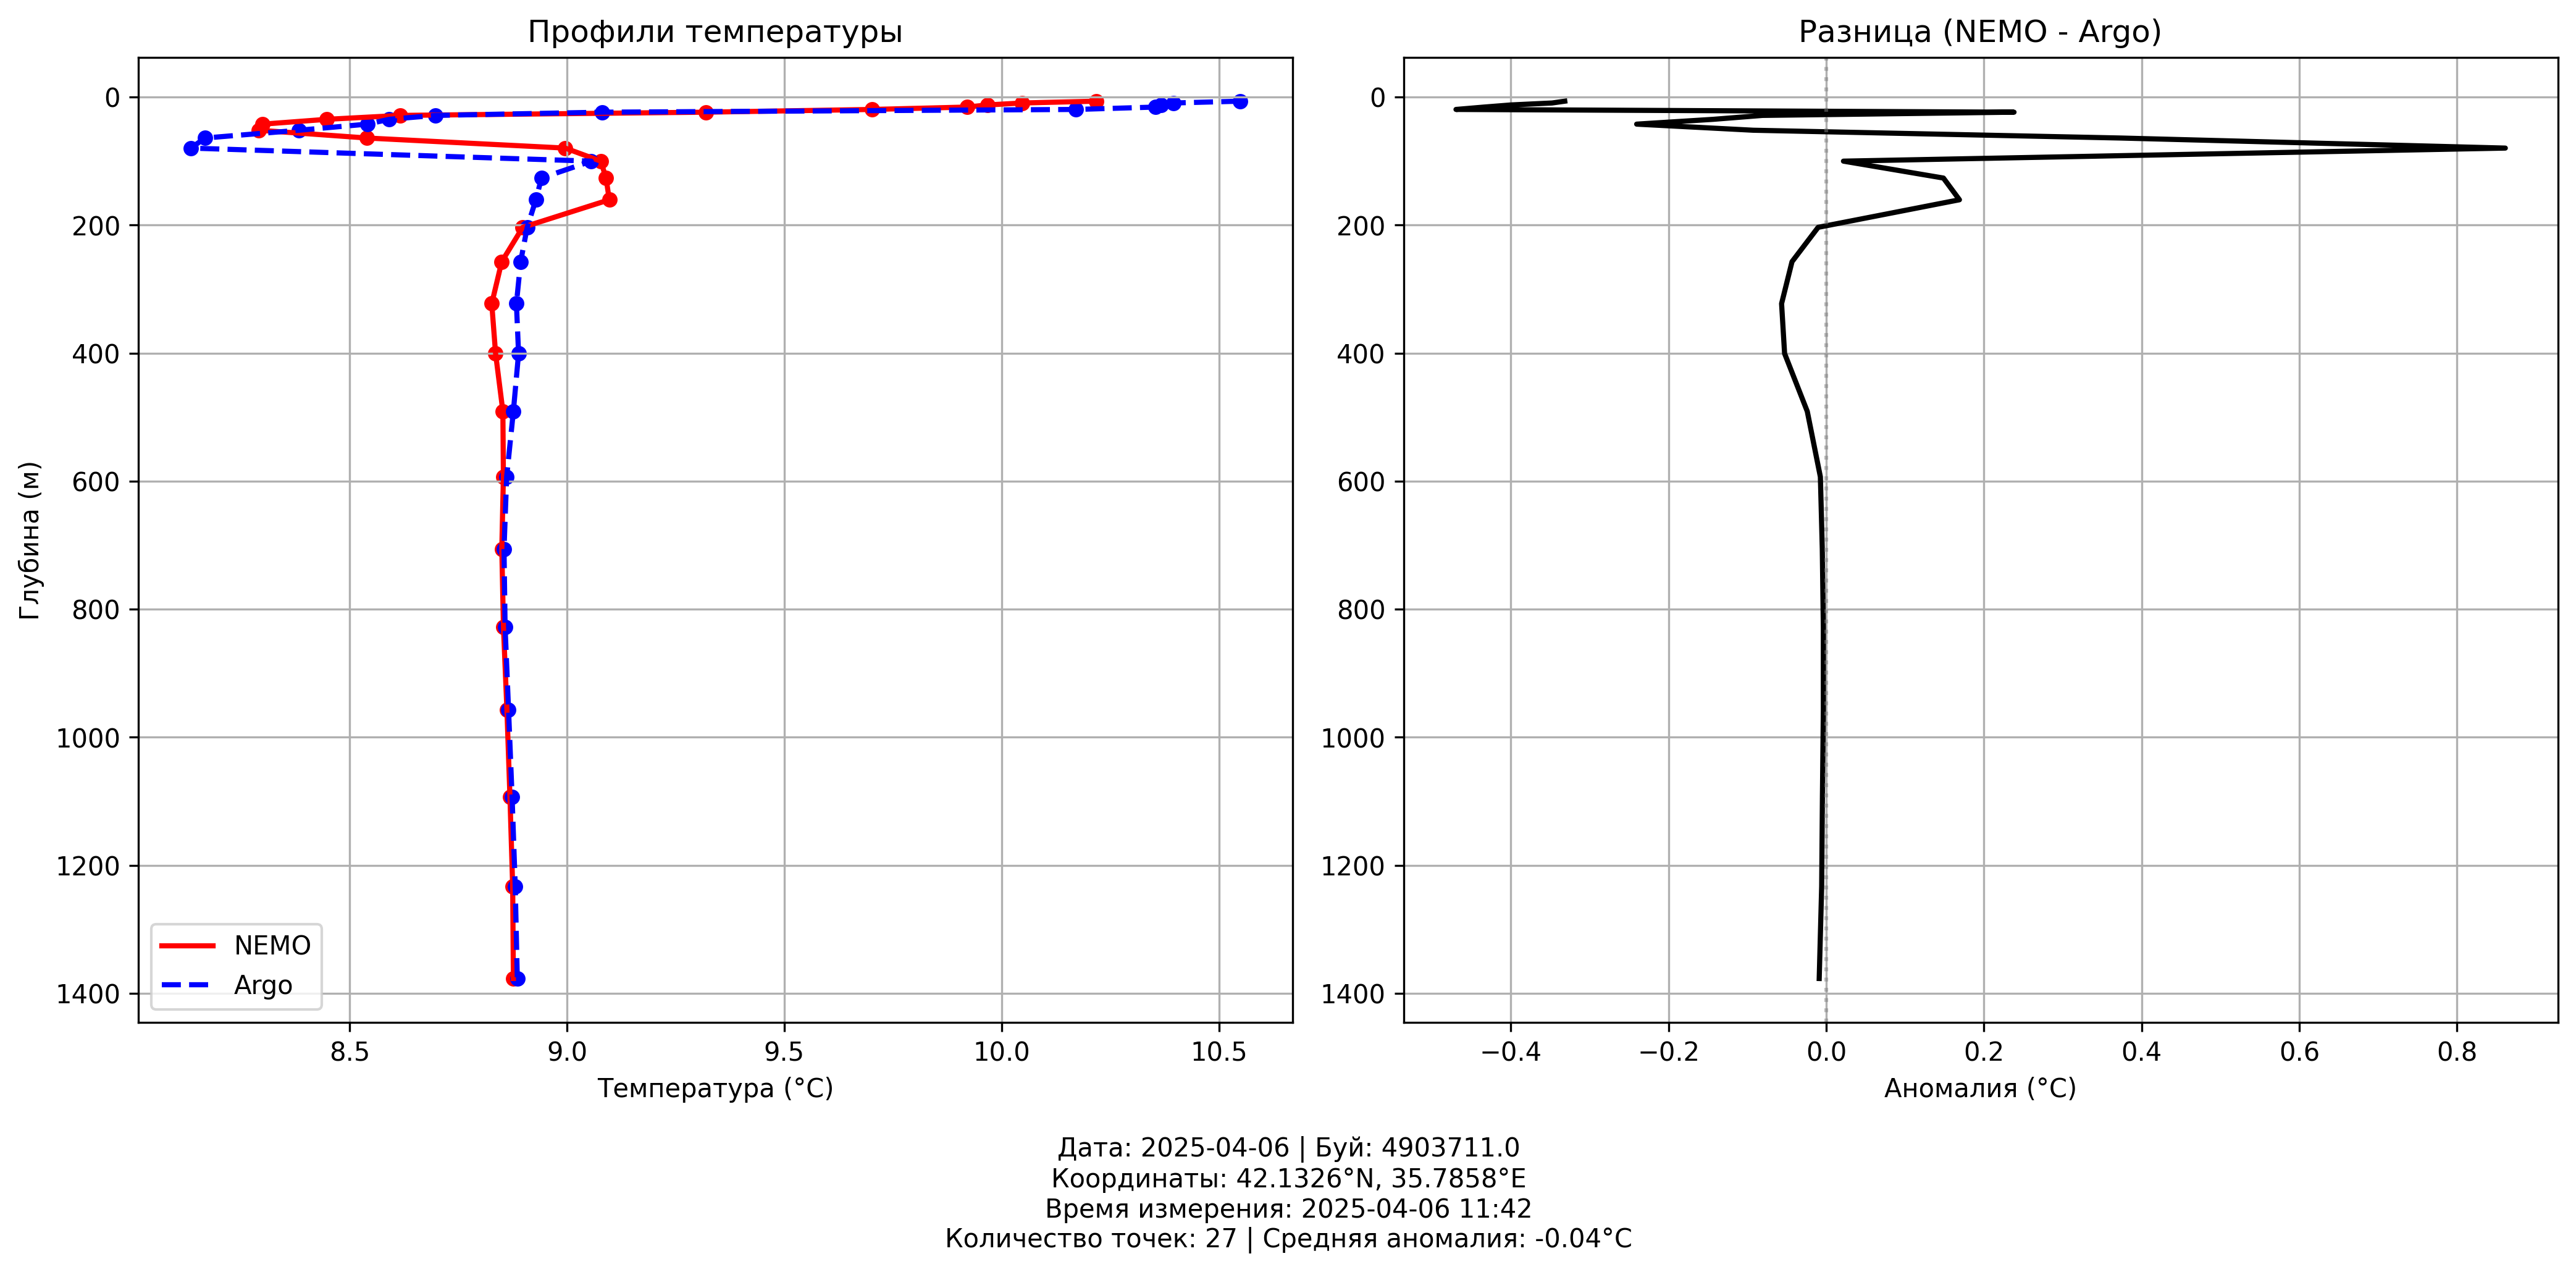 Профили температуры
Разница (NEMO - Argo)
Глубина (м)
0
200
400
600
800
1000
1200
1400
8.5 9.0 9.5 10.0 10.5
Температура (°C)
NEMO
Argo
0
200
400
600
800
1000
1200
1400
−0.4 −0.2 0.0 0.2 0.4 0.6 0.8
Аномалия (°C)
Дата: 2025-04-06 | Буй: 4903711.0
Координаты: 42.1326°N, 35.7858°E
Время измерения: 2025-04-06 11:42
Количество точек: 27 | Средняя аномалия: -0.04°C